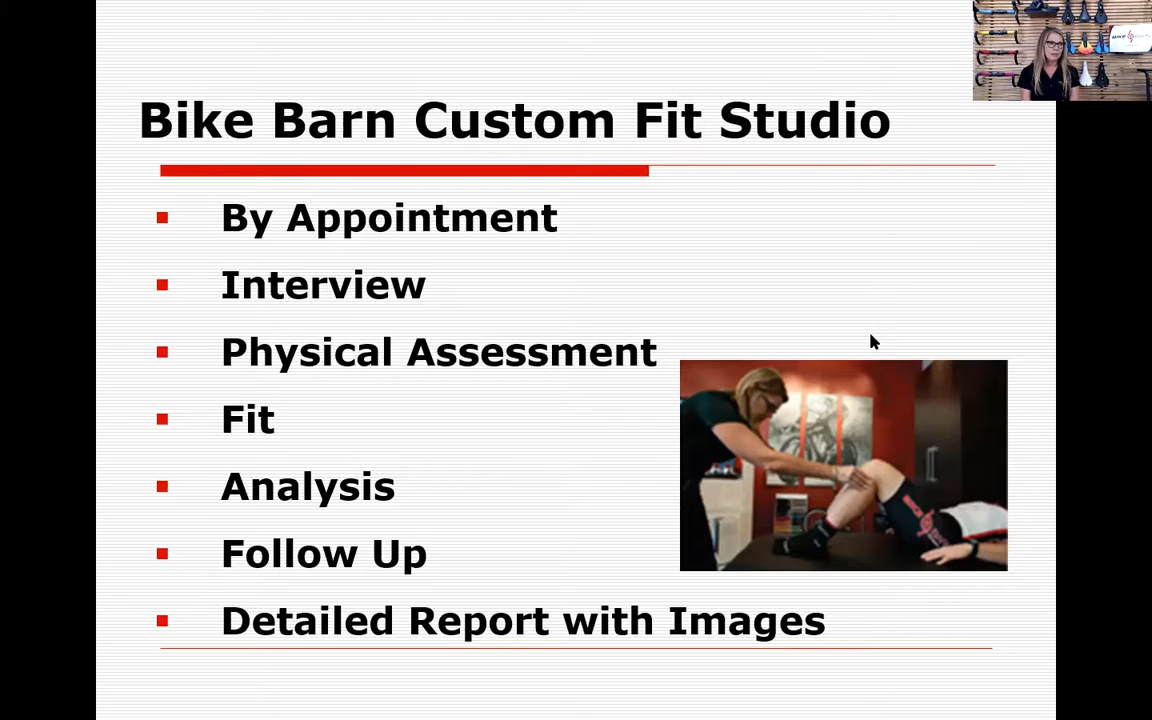 Bike Barn Custom Fit Studio
By Appointment
Interview
Physical Assessment
Fit
Analysis
Follow Up
Detailed Report with Images